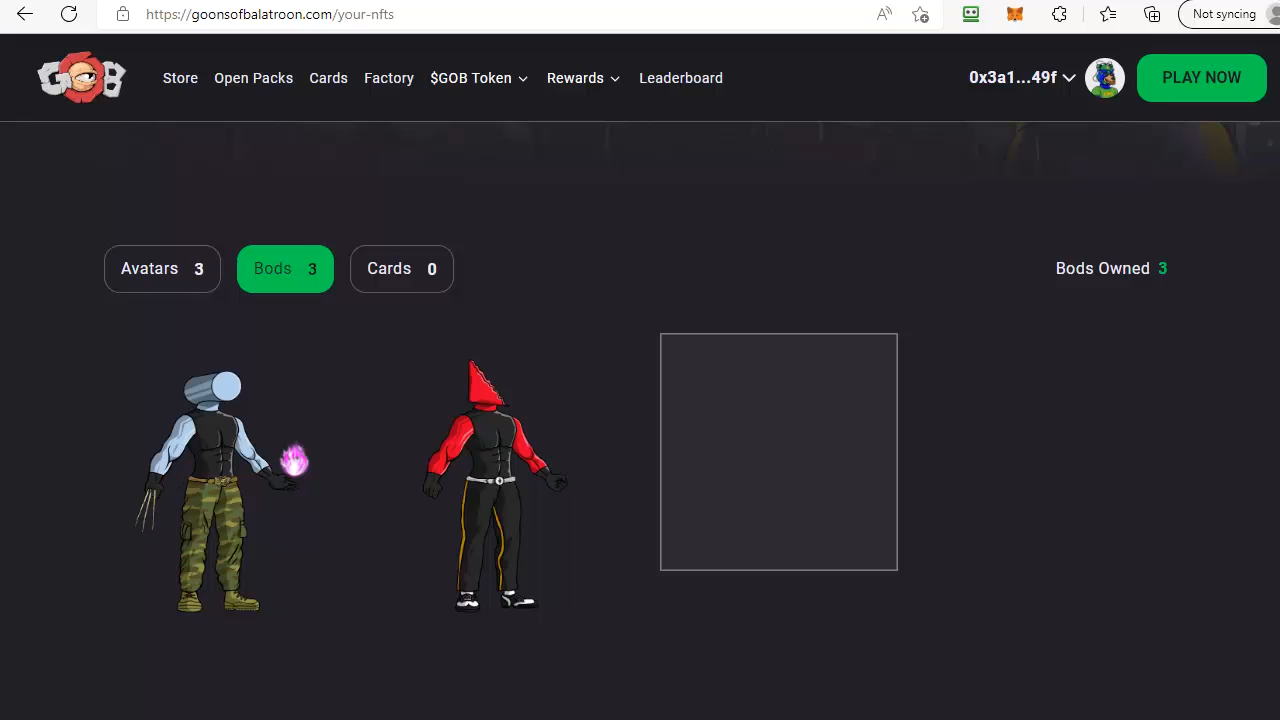 https://goonsofbalatroon.com/your-nfts
Not syncing
GOB
Store Open Packs Cards Factory $GOB Token Rewards Leaderboard
0x3a1...49f PLAY NOW
Avatars 3 Bods 3 Cards 0
Bods Owned 3